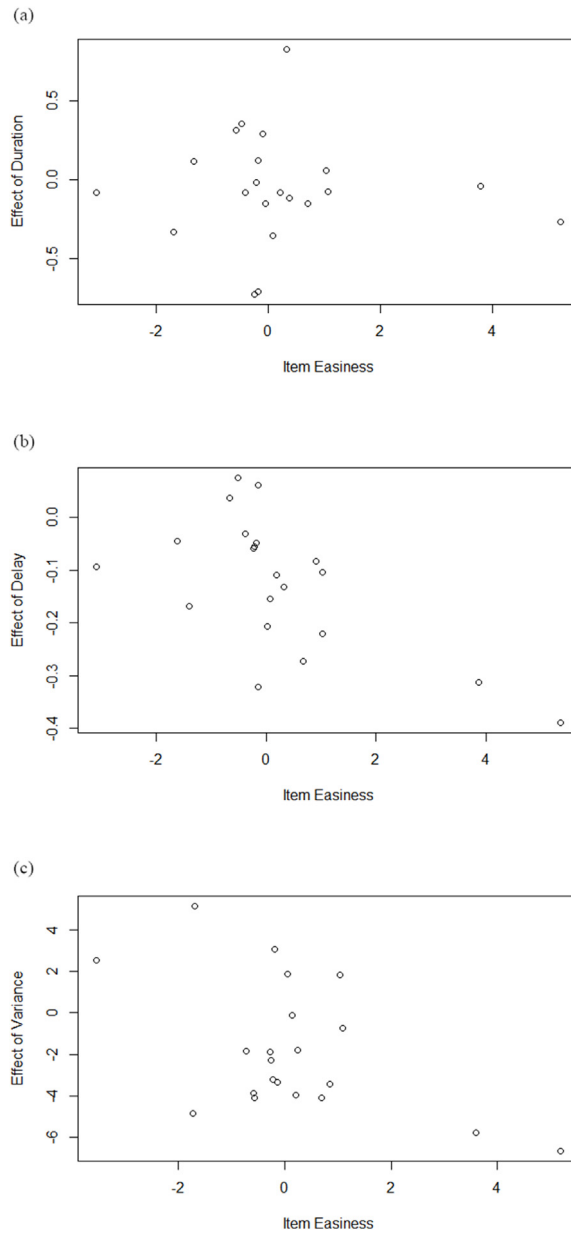 (a)
Effect of Duration
0.5
0.0
-0.5
-2 0 2 4
Item Easiness
(b)
Effect of Delay
0.0
-0.1
-0.2
-0.3
-0.4
-2 0 2 4
Item Easiness
(c)
Effect of Variance
4
2
0
-2
-4
-6
-2 0 2 4
Item Easiness